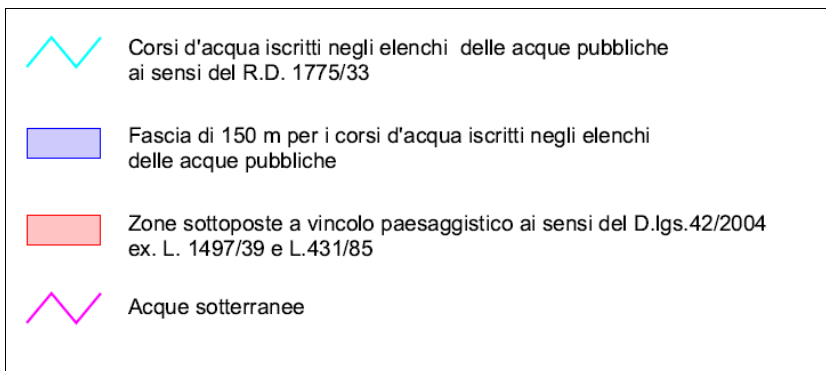 Corsi d'acqua iscritti negli elenchi delle acque pubbliche
ai sensi del R.D. 1775/33
Fascia di 150 m per i corsi d'acqua iscritti negli elenchi
delle acque pubbliche
Zone sottoposte a vincolo paesaggistico ai sensi del D.lgs.42/2004
ex. L. 1497/39 e L.431/85
Acque sotterranee